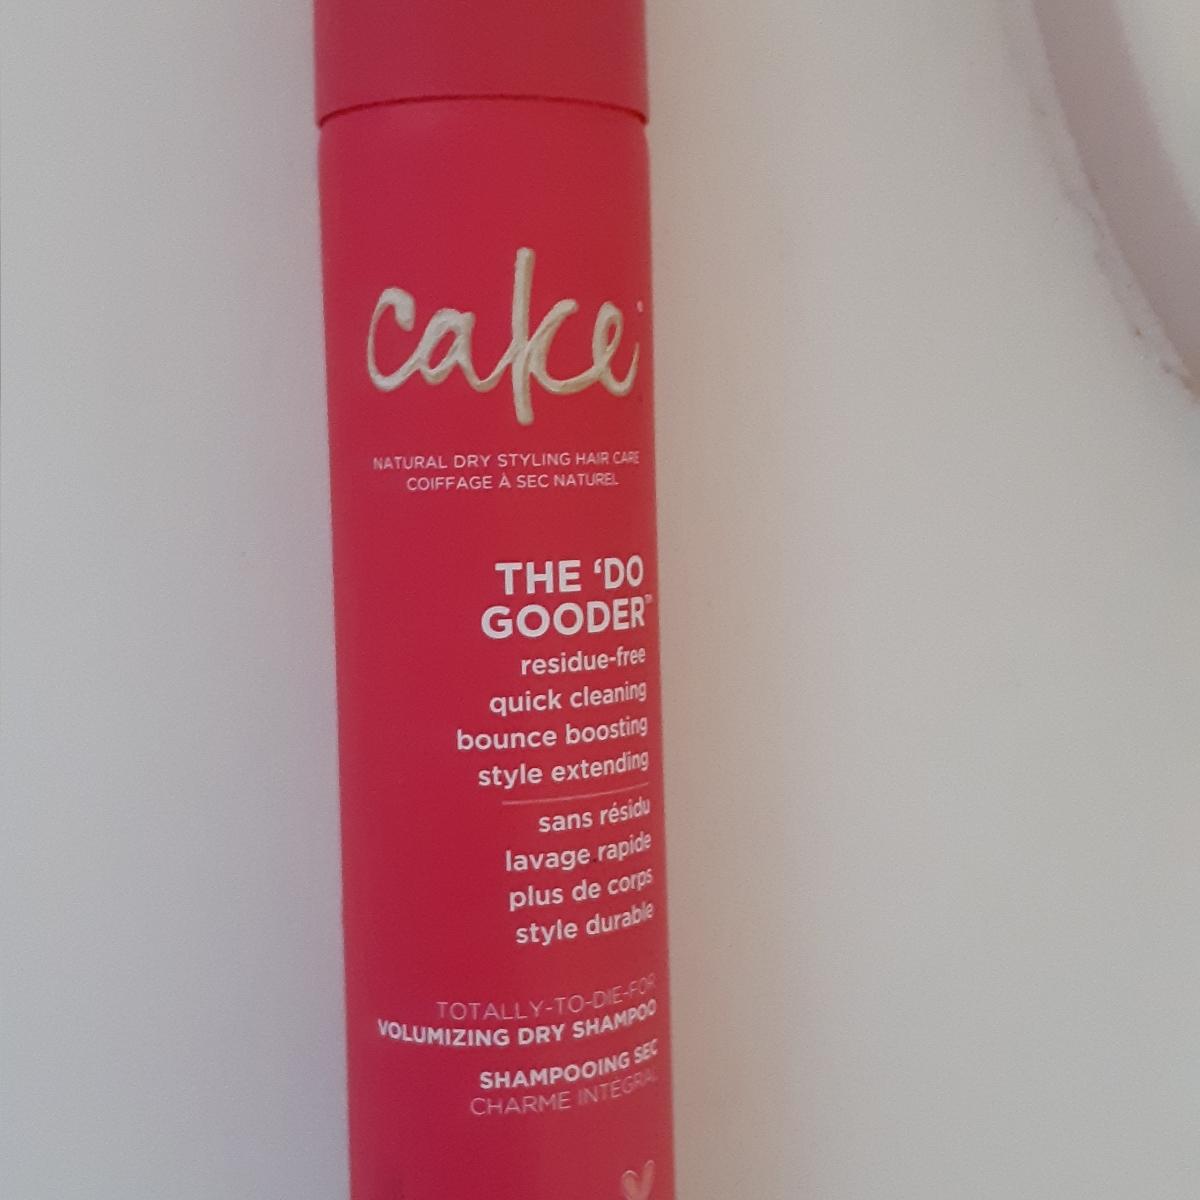 cake
NATURAL DRY STYLING HAIR CARE
COIFFAGE À SEC NATUREL
THE ‘DO
GOODER™
residue-free
quick cleaning
bounce boosting
style extending
sans résidu
lavage rapide
plus de corps
style durable
TOTALLY-TO-DIE-FOR
VOLUMIZING DRY SHAMPOO
SHAMPOOING SEC
CHARME INTÉGRAL